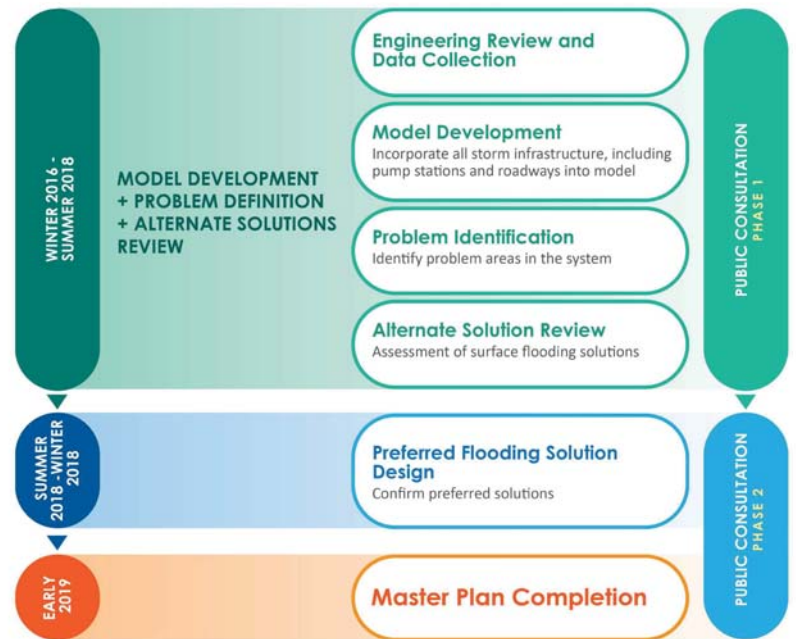 WINTER 2016 -
SUMMER 2018
MODEL DEVELOPMENT
+ PROBLEM DEFINITION
+ ALTERNATE SOLUTIONS
REVIEW
Engineering Review and
Data Collection
Model Development
Incorporate all storm infrastructure, including
pump stations and roadways into model
Problem Identification
Identify problem areas in the system
Alternate Solution Review
Assessment of surface flooding solutions
PUBLIC CONSULTATION
PHASE 1
SUMMER
2018 -WINTER
2018
Preferred Flooding Solution
Design
Confirm preferred solutions
PUBLIC CONSULTATION
PHASE 2
EARLY
2019
Master Plan Completion